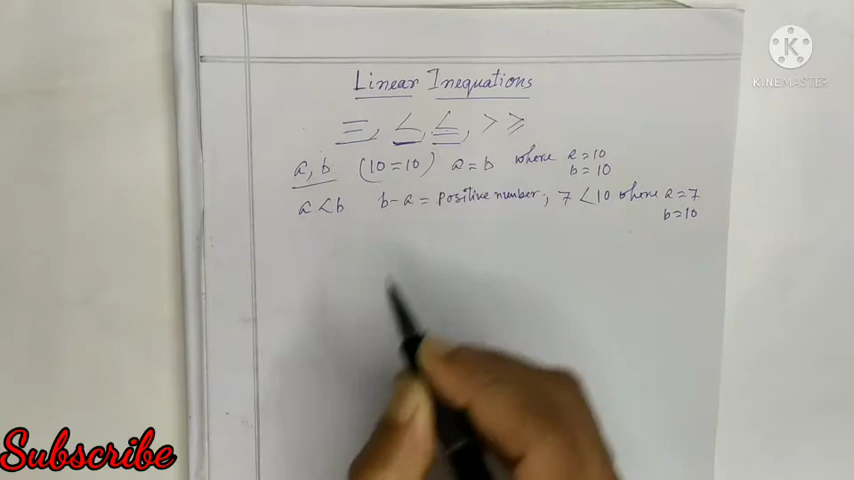 Linear Inequations
=, <, ≤, > ≥
a, b (10=10) a=b where a=10
b=10
a<b b-a = positive number, 7<10 where a=7
b=10
KINEMASTER
Subscribe